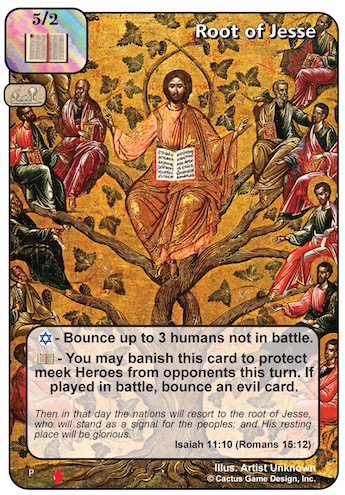 5/2
Root of Jesse
- Bounce up to 3 humans not in battle.
- You may banish this card to protect
meek Heroes from opponents this turn. If
played in battle, bounce an evil card.
Then in that day the nations will resort to the root of Jesse,
who will stand as a signal for the peoples; and His resting
place will be glorious.
Isaiah 11:10 (Romans 15:12)
Illus. Artist Unknown
P
© Cactus Game Design, Inc.